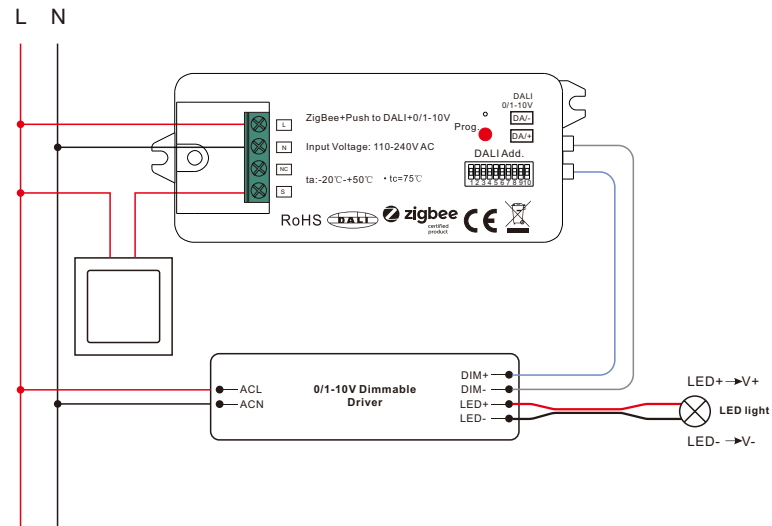 L N
DALI
0/1-10V
DA/-
DA/+
Prog.
DALI Add.
1 2 3 4 5 6 7 8 9 10
L
ZigBee+Push to DALI+0/1-10V
N
Input Voltage: 110-240V AC
NC
ta:-20℃-+50℃ • tc=75℃
S
RoHS
DALI
zigbee
certified
product
CE
ACL
ACN
0/1-10V Dimmable
Driver
DIM+
DIM-
LED+
LED-
LED+→V+
LED light
LED-→V-